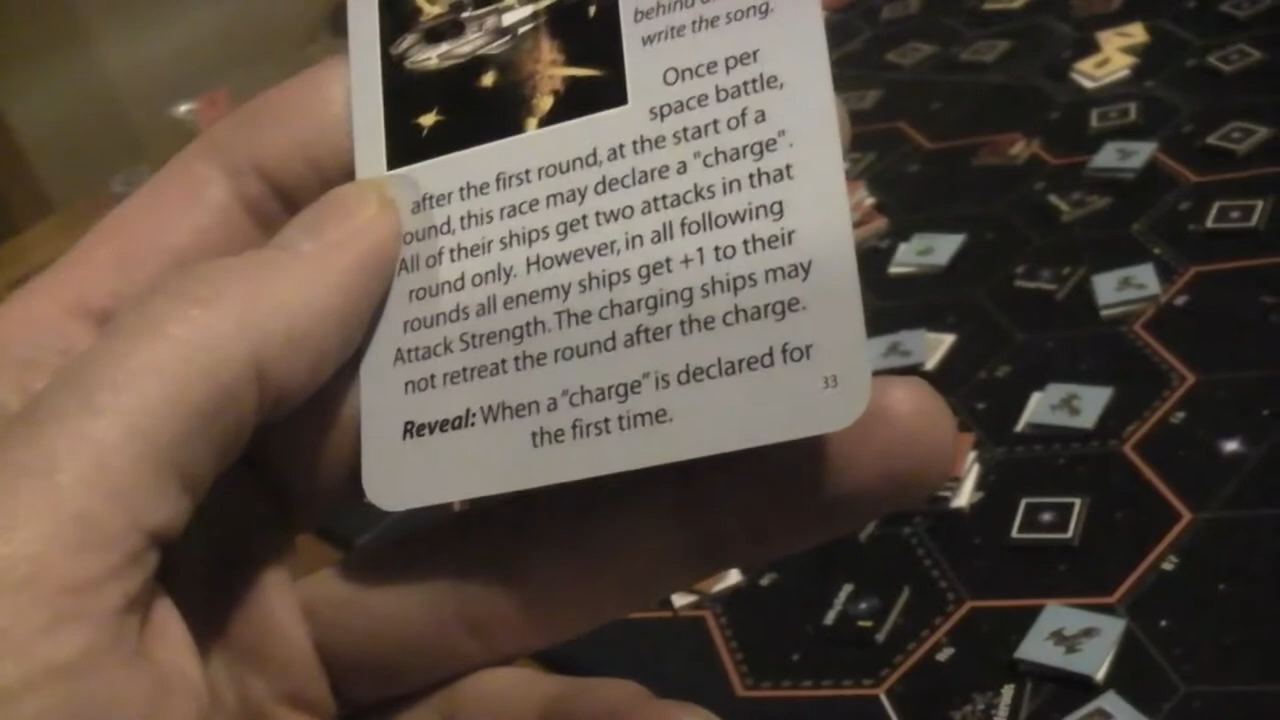 behind
write the song.
Once per
space battle,
after the first round, at the start of a
ound, this race may declare a "charge".
All of their ships get two attacks in that
round only. However, in all following
rounds all enemy ships get +1 to their
Attack Strength. The charging ships may
not retreat the round after the charge.
Reveal: When a "charge" is declared for
the first time.
33